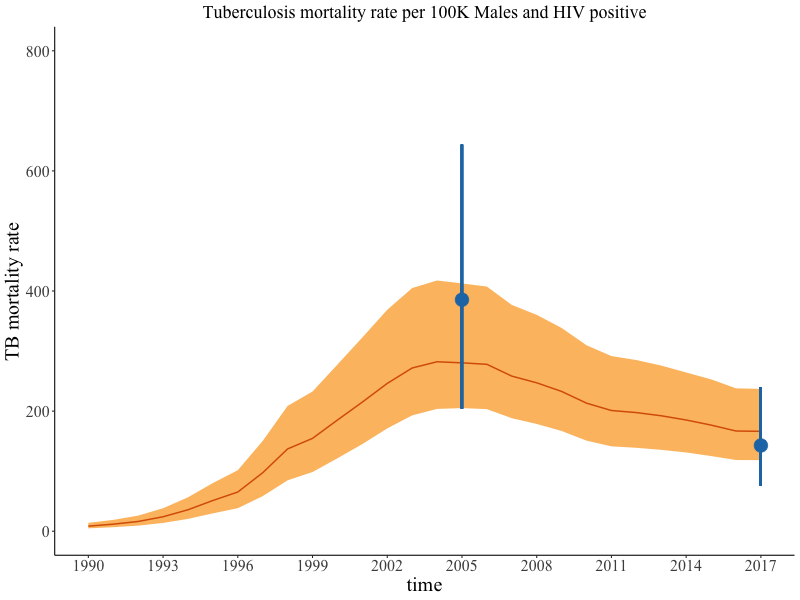 Tuberculosis mortality rate per 100K Males and HIV positive
TB mortality rate
800
600
400
200
0
1990 1993 1996 1999 2002 2005 2008 2011 2014 2017
time